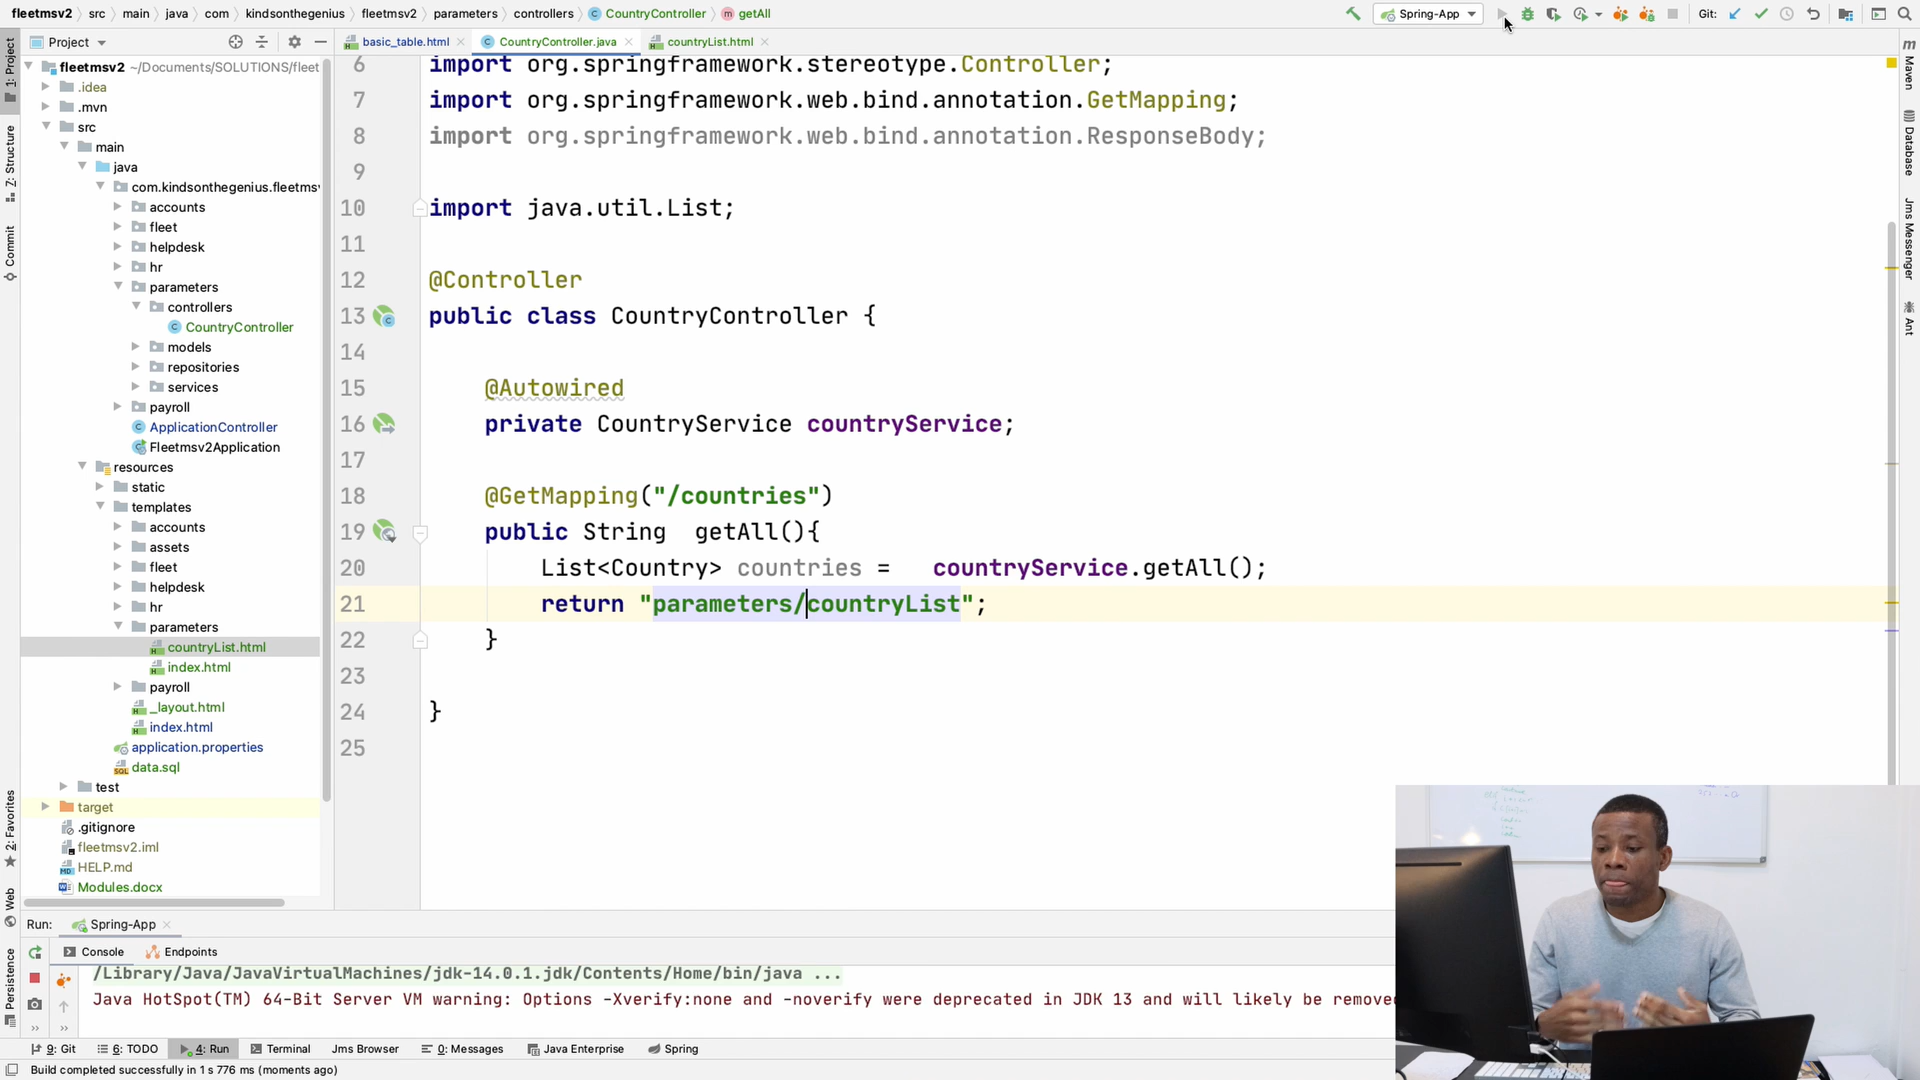 fleetmsv2 src main java com kindsonthegenius fleetmsv2 parameters controllers CountryController getAll
Spring-App Git:
Project
basic_table.html CountryController.java countryList.html
fleetmsv2 ~/Documents/SOLUTIONS/fleet
.idea
.mvn
src
main
java
com.kindsonthegenius.fleetmsv
accounts
fleet
helpdesk
hr
parameters
controllers
CountryController
models
repositories
services
payroll
ApplicationController
Fleetmsv2Application
resources
static
templates
accounts
assets
fleet
helpdesk
hr
parameters
countryList.html
index.html
payroll
_layout.html
index.html
application.properties
data.sql
test
target
.gitignore
fleetmsv2.iml
HELP.md
Modules.docx
1: Project
Z: Structure
Commit
2: Favorites
Web
Persistence
6 import org.springframework.stereotype.Controller;
7 import org.springframework.web.bind.annotation.GetMapping;
8 import org.springframework.web.bind.annotation.ResponseBody;
9
10 import java.util.List;
11
12 @Controller
13 public class CountryController {
14
15 @Autowired
16 private CountryService countryService;
17
18 @GetMapping("/countries")
19 public String getAll(){
20 List<Country> countries = countryService.getAll();
21 return "parameters/countryList";
22 }
23
24 }
25
Maven
Database
Jms Messenger
Ant
Run: Spring-App
Console Endpoints
/Library/Java/JavaVirtualMachines/jdk-14.0.1.jdk/Contents/Home/bin/java ...
Java HotSpot(TM) 64-Bit Server VM warning: Options -Xverify:none and -noverify were deprecated in JDK 13 and will likely be remove
9: Git 6: TODO 4: Run Terminal Jms Browser 0: Messages Java Enterprise Spring
Build completed successfully in 1 s 776 ms (moments ago)